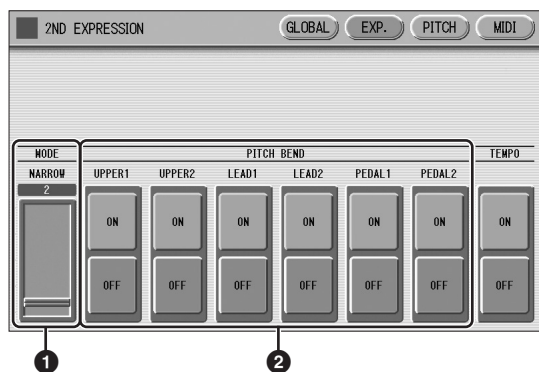 2ND EXPRESSION GLOBAL EXP. PITCH MIDI
MODE PITCH BEND TEMPO
NARROW UPPER1 UPPER2 LEAD1 LEAD2 PEDAL1 PEDAL2
2
ON ON ON ON ON ON ON
OFF OFF OFF OFF OFF OFF OFF
1 2